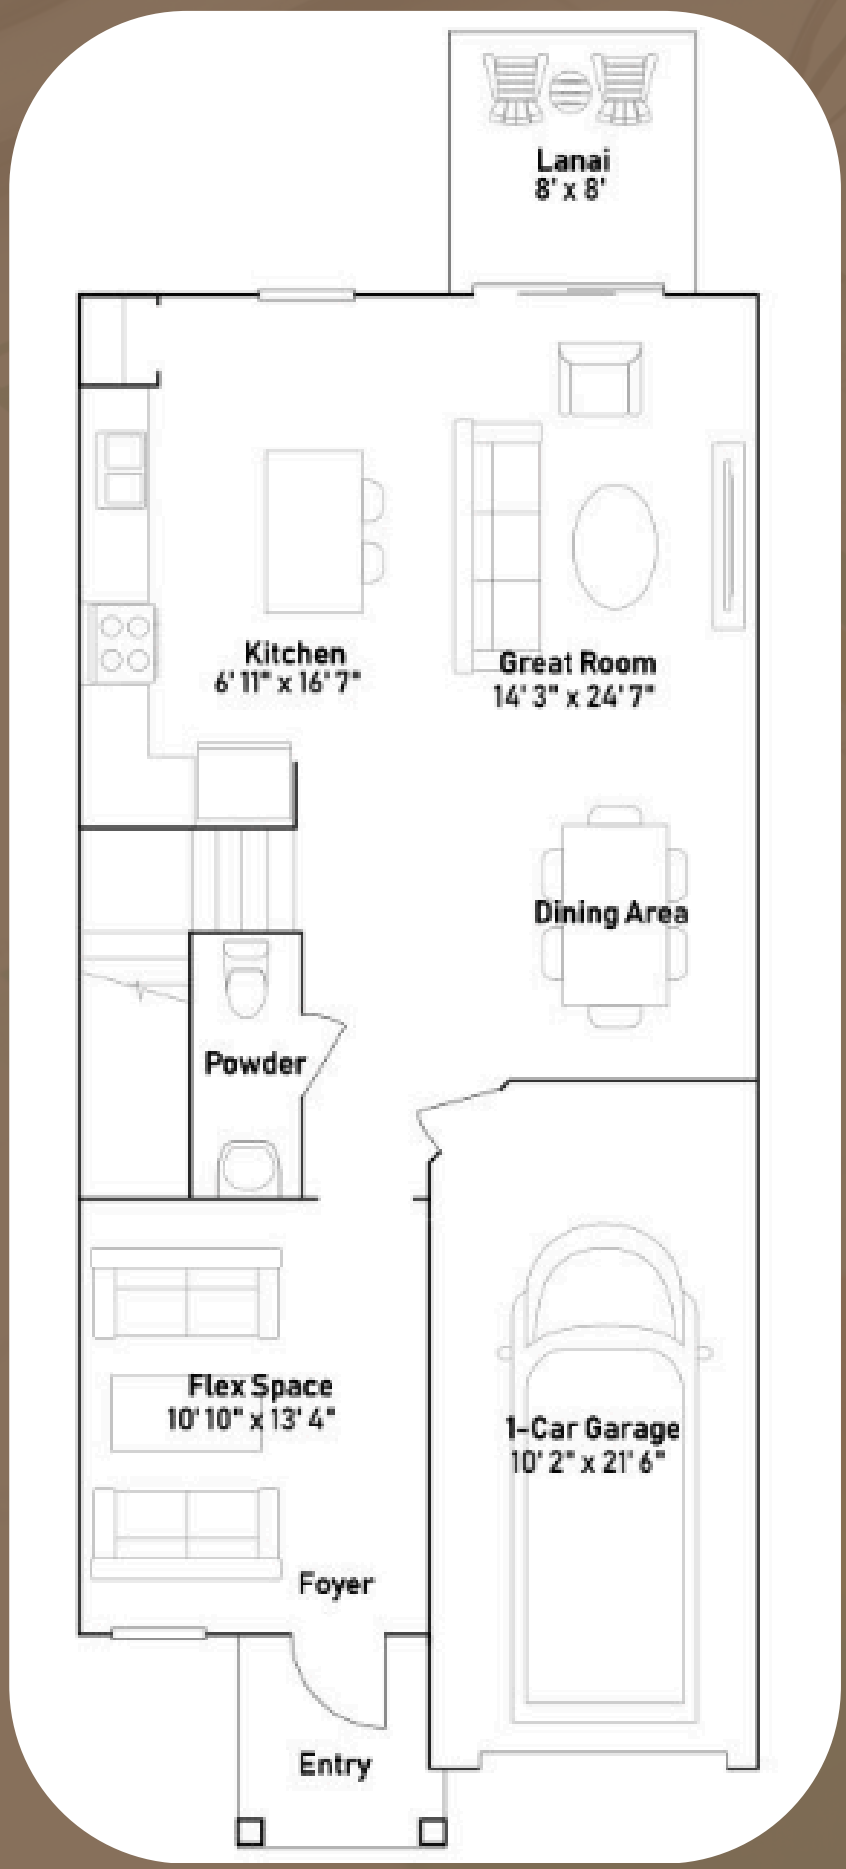 Lanai
8' x 8'
Kitchen
6' 11" x 16' 7"
Great Room
14' 3" x 24' 7"
Dining Area
Powder
Flex Space
10' 10" x 13' 4"
1-Car Garage
10' 2" x 21' 6"
Foyer
Entry